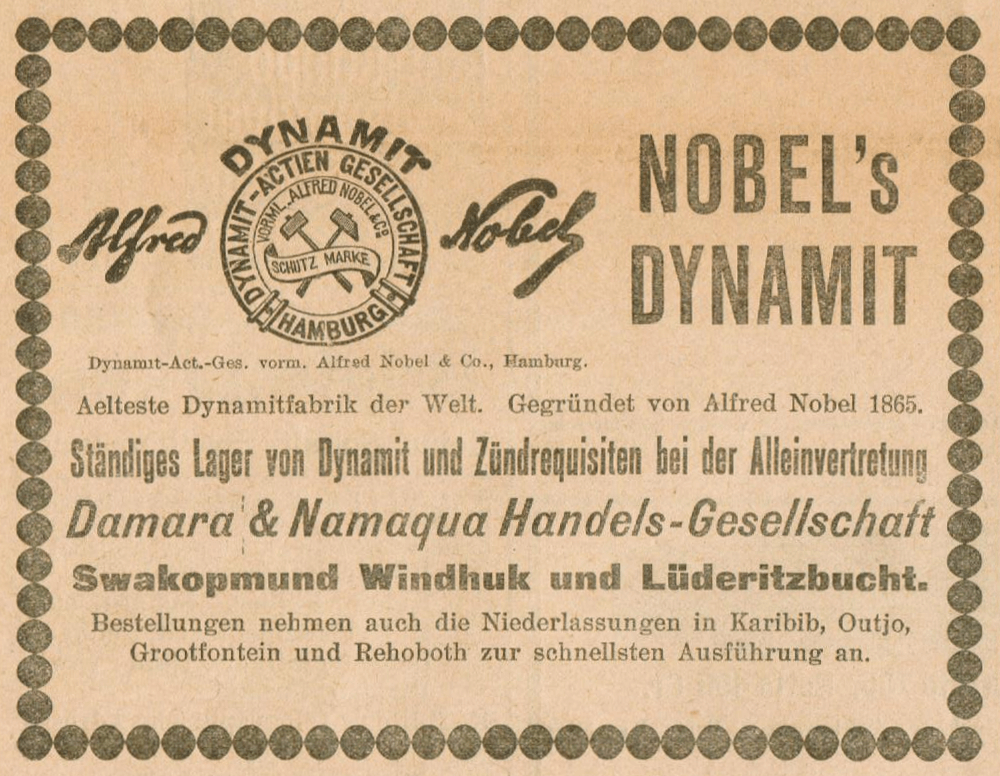 Alfred
DYNAMIT
DYNAMIT-ACTIEN GESELLSCHAFT
VORML. ALFRED NOBEL & Cº
SCHUTZ MARKE
HAMBURG
Nobel
NOBEL's
DYNAMIT
Dynamit-Act.-Ges. vorm. Alfred Nobel & Co., Hamburg.
Aelteste Dynamitfabrik der Welt. Gegründet von Alfred Nobel 1865.
Ständiges Lager von Dynamit und Zündrequisiten bei der Alleinvertretung
Damara & Namaqua Handels-Gesellschaft
Swakopmund Windhuk und Lüderitzbucht.
Bestellungen nehmen auch die Niederlassungen in Karibib, Outjo,
Grootfontein und Rehoboth zur schnellsten Ausführung an.